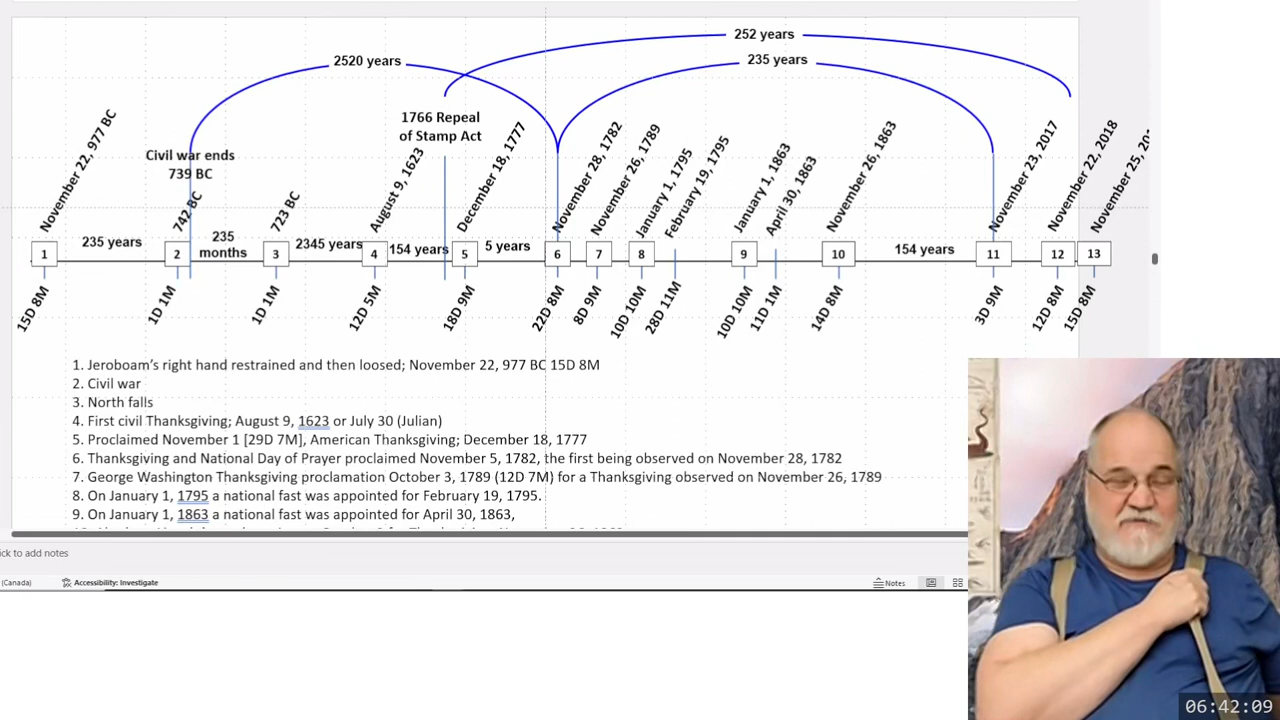 252 years
2520 years
235 years
1766 Repeal
of Stamp Act
Civil war ends
739 BC
November 22, 977 BC
742 BC
723 BC
August 9, 1623
December 18, 1777
November 28, 1782
November 26, 1789
January 1, 1795
February 19, 1795
January 1, 1863
April 30, 1863
November 26, 1863
November 23, 2017
November 22, 2018
November 25,
235 years
235
months
2345 years
154 years
5 years
154 years
1 2 3 4 5 6 7 8 9 10 11 12 13
15D 8M
1D 1M
1D 1M
12D 5M
18D 9M
22D 8M
8D 9M
10D 10M
28D 11M
10D 10M
11D 1M
14D 8M
3D 9M
12D 8M
15D 8M
1. Jeroboam's right hand restrained and then loosed; November 22, 977 BC 15D 8M
2. Civil war
3. North falls
4. First civil Thanksgiving; August 9, 1623 or July 30 (Julian)
5. Proclaimed November 1 [29D 7M], American Thanksgiving; December 18, 1777
6. Thanksgiving and National Day of Prayer proclaimed November 5, 1782, the first being observed on November 28, 1782
7. George Washington Thanksgiving proclamation October 3, 1789 (12D 7M) for a Thanksgiving observed on November 26, 1789
8. On January 1, 1795 a national fast was appointed for February 19, 1795.
9. On January 1, 1863 a national fast was appointed for April 30, 1863,
ick to add notes
(Canada) Accessibility: Investigate Notes
06:42:09